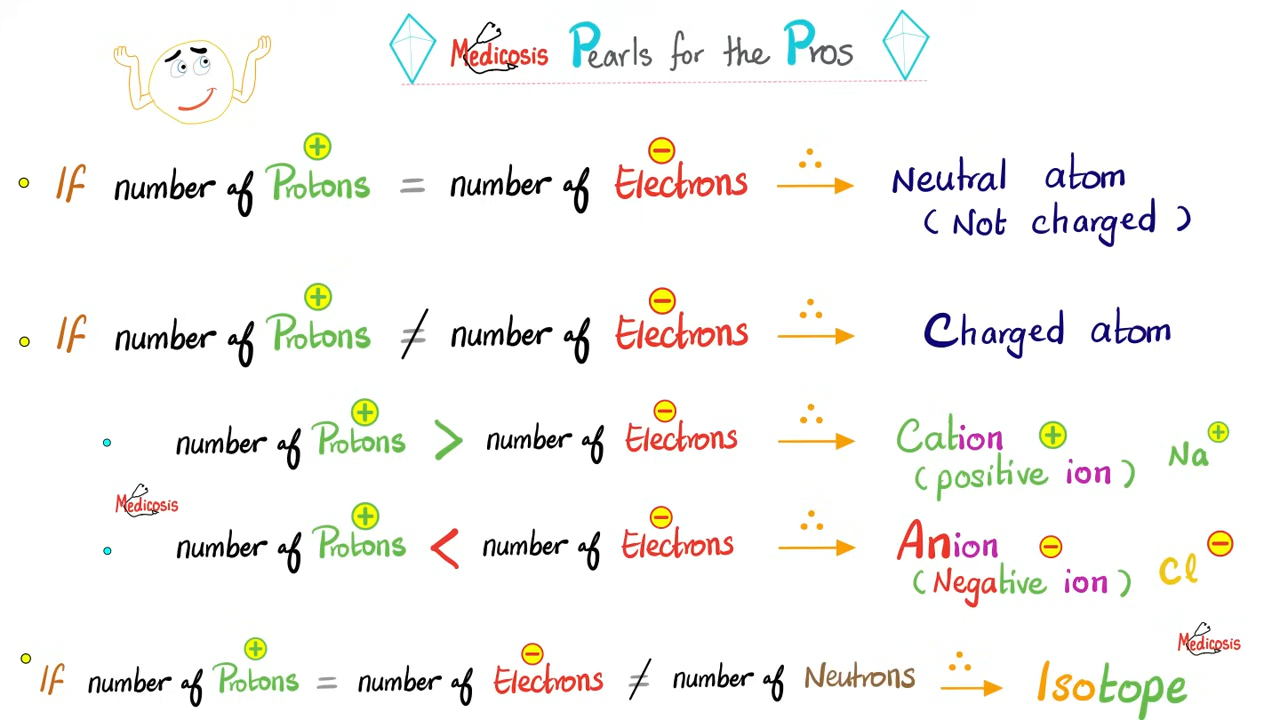 Medicosis Pearls for the Pros
If number of Protons = number of Electrons ∴ → Neutral atom
(Not charged)
If number of Protons ≠ number of Electrons ∴ → Charged atom
number of Protons > number of Electrons ∴ → Cation + Na+
(positive ion)
Medicosis
number of Protons < number of Electrons ∴ → Anion − Cl−
(Negative ion)
Medicosis
If number of Protons = number of Electrons ≠ number of Neutrons ∴ → Isotope